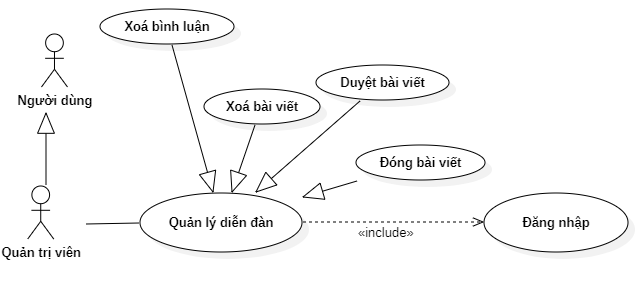 Xoá bình luận
Duyệt bài viết
Người dùng
Xoá bài viết
Đóng bài viết
Quản lý diễn đàn
Đăng nhập
«include»
Quản trị viên